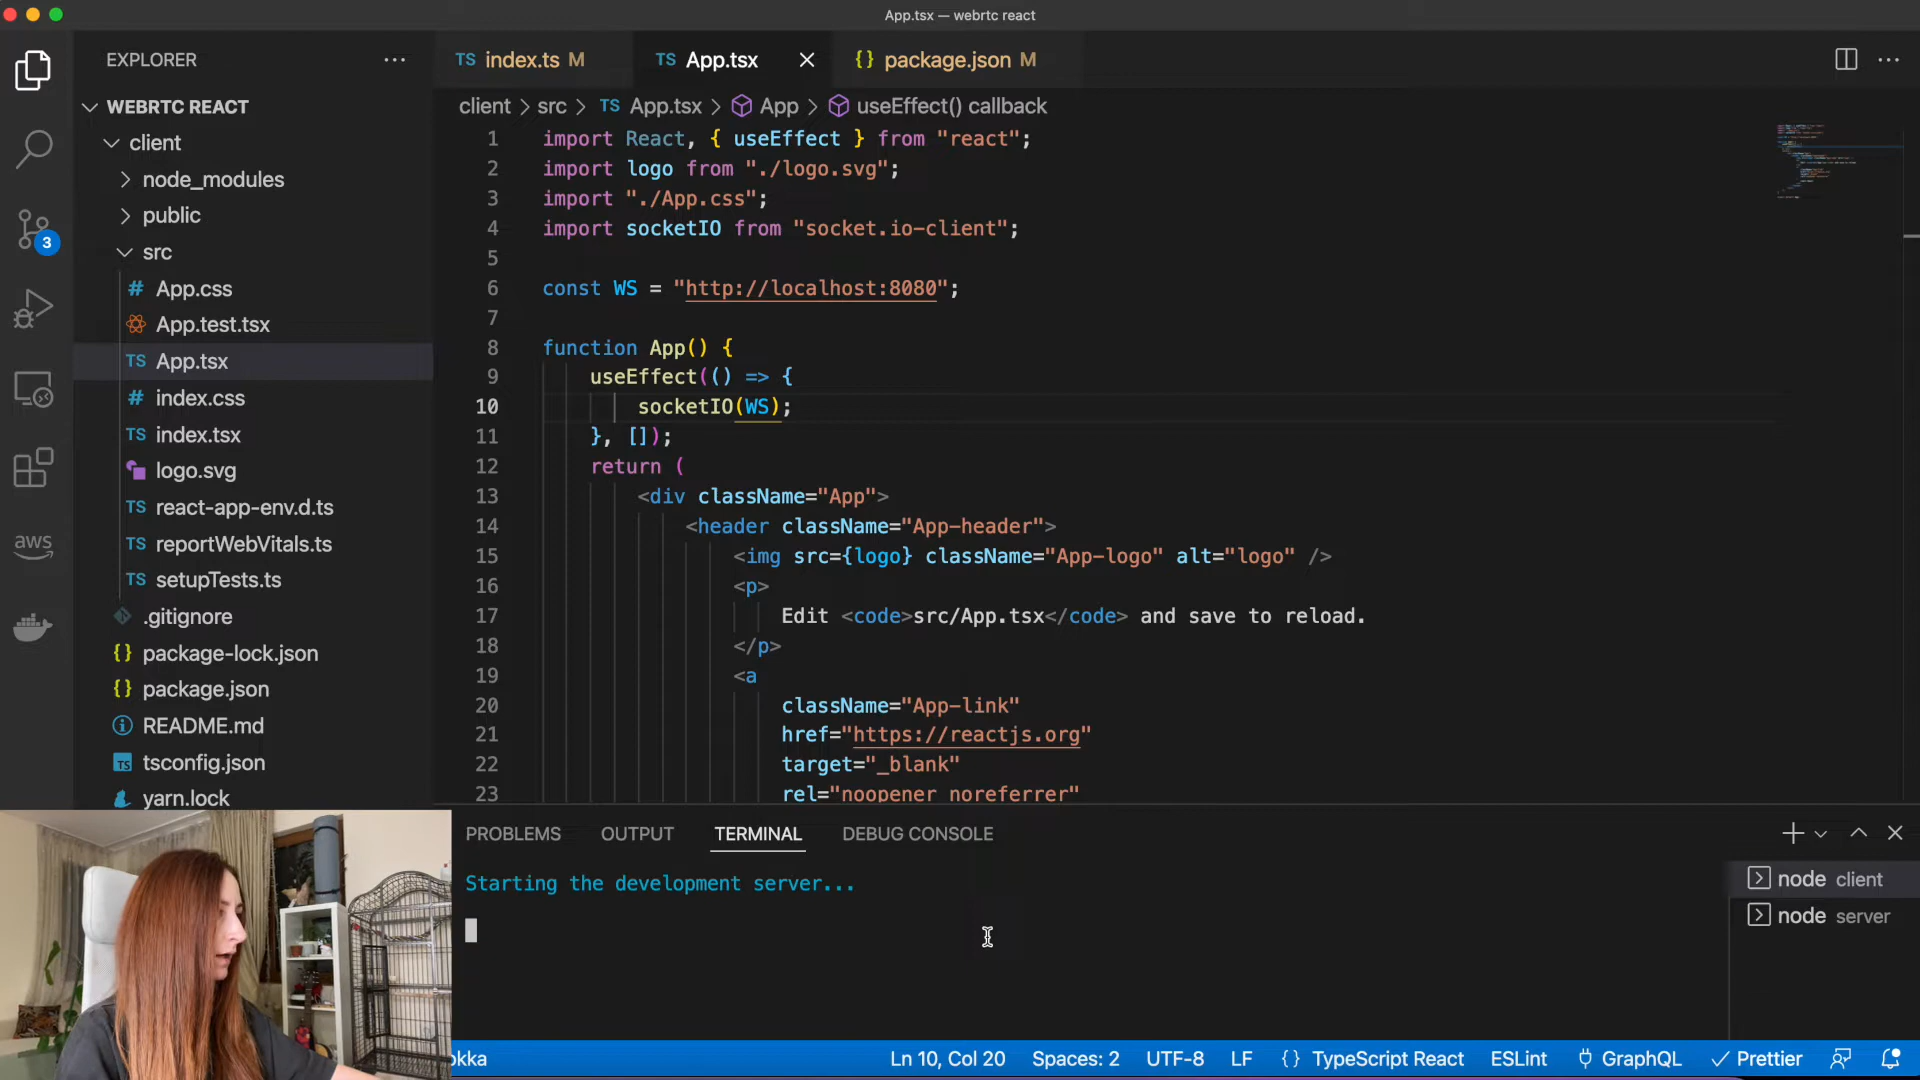 App.tsx — webrtc react
EXPLORER
WEBRTC REACT
client
node_modules
public
src
App.css
App.test.tsx
App.tsx
index.css
index.tsx
logo.svg
react-app-env.d.ts
reportWebVitals.ts
setupTests.ts
.gitignore
package-lock.json
package.json
README.md
tsconfig.json
yarn.lock
3
aws
TS index.ts M
TS App.tsx
{} package.json M
client > src > TS App.tsx > App > useEffect() callback
1 import React, { useEffect } from "react";
2 import logo from "./logo.svg";
3 import "./App.css";
4 import socketIO from "socket.io-client";
5
6 const WS = "http://localhost:8080";
7
8 function App() {
9 useEffect(() => {
10 socketIO(WS);
11 }, []);
12 return (
13 <div className="App">
14 <header className="App-header">
15 <img src={logo} className="App-logo" alt="logo" />
16 <p>
17 Edit <code>src/App.tsx</code> and save to reload.
18 </p>
19 <a
20 className="App-link"
21 href="https://reactjs.org"
22 target="_blank"
23 rel="noopener noreferrer"
PROBLEMS OUTPUT TERMINAL DEBUG CONSOLE
Starting the development server...
node client
node server
okka
Ln 10, Col 20 Spaces: 2 UTF-8 LF {} TypeScript React ESLint GraphQL Prettier